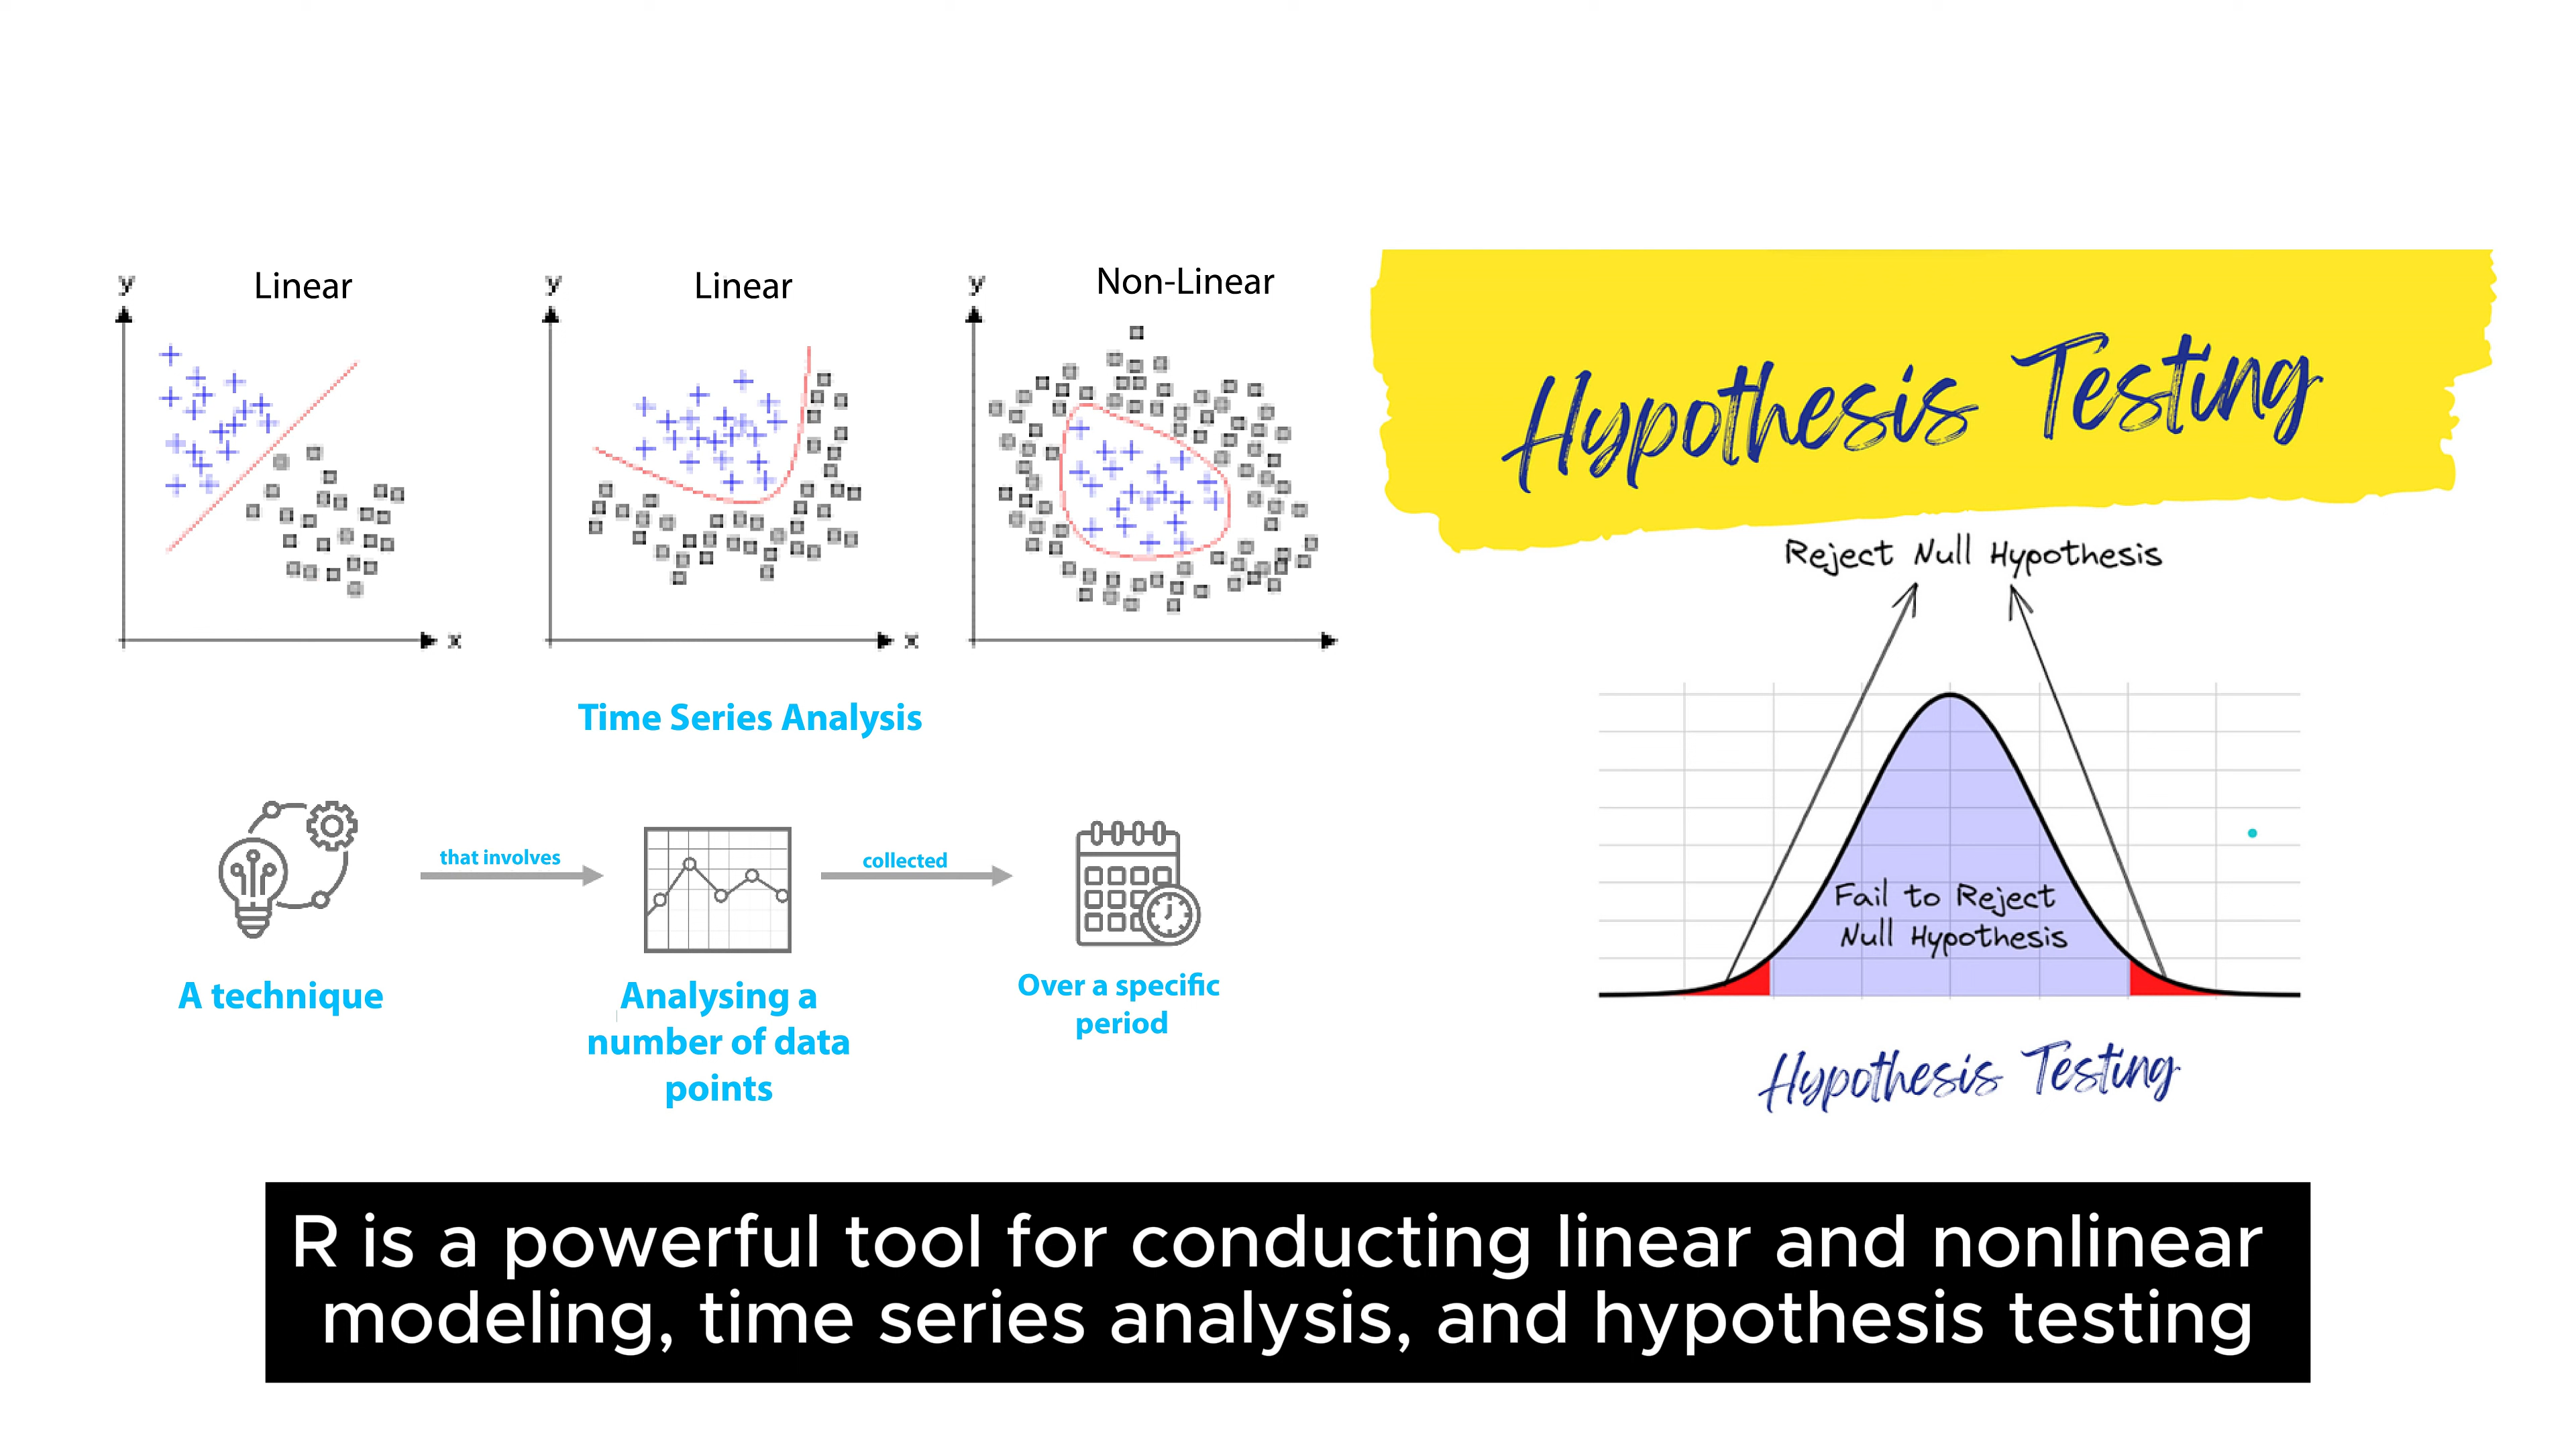 y
Linear
x
y
Linear
x
y
Non-Linear
Time Series Analysis
A technique
that involves
Analysing a
number of data
points
collected
Over a specific
period
Hypothesis Testing
Reject Null Hypothesis
Fail to Reject
Null Hypothesis
Hypothesis Testing
R is a powerful tool for conducting linear and nonlinear
modeling, time series analysis, and hypothesis testing